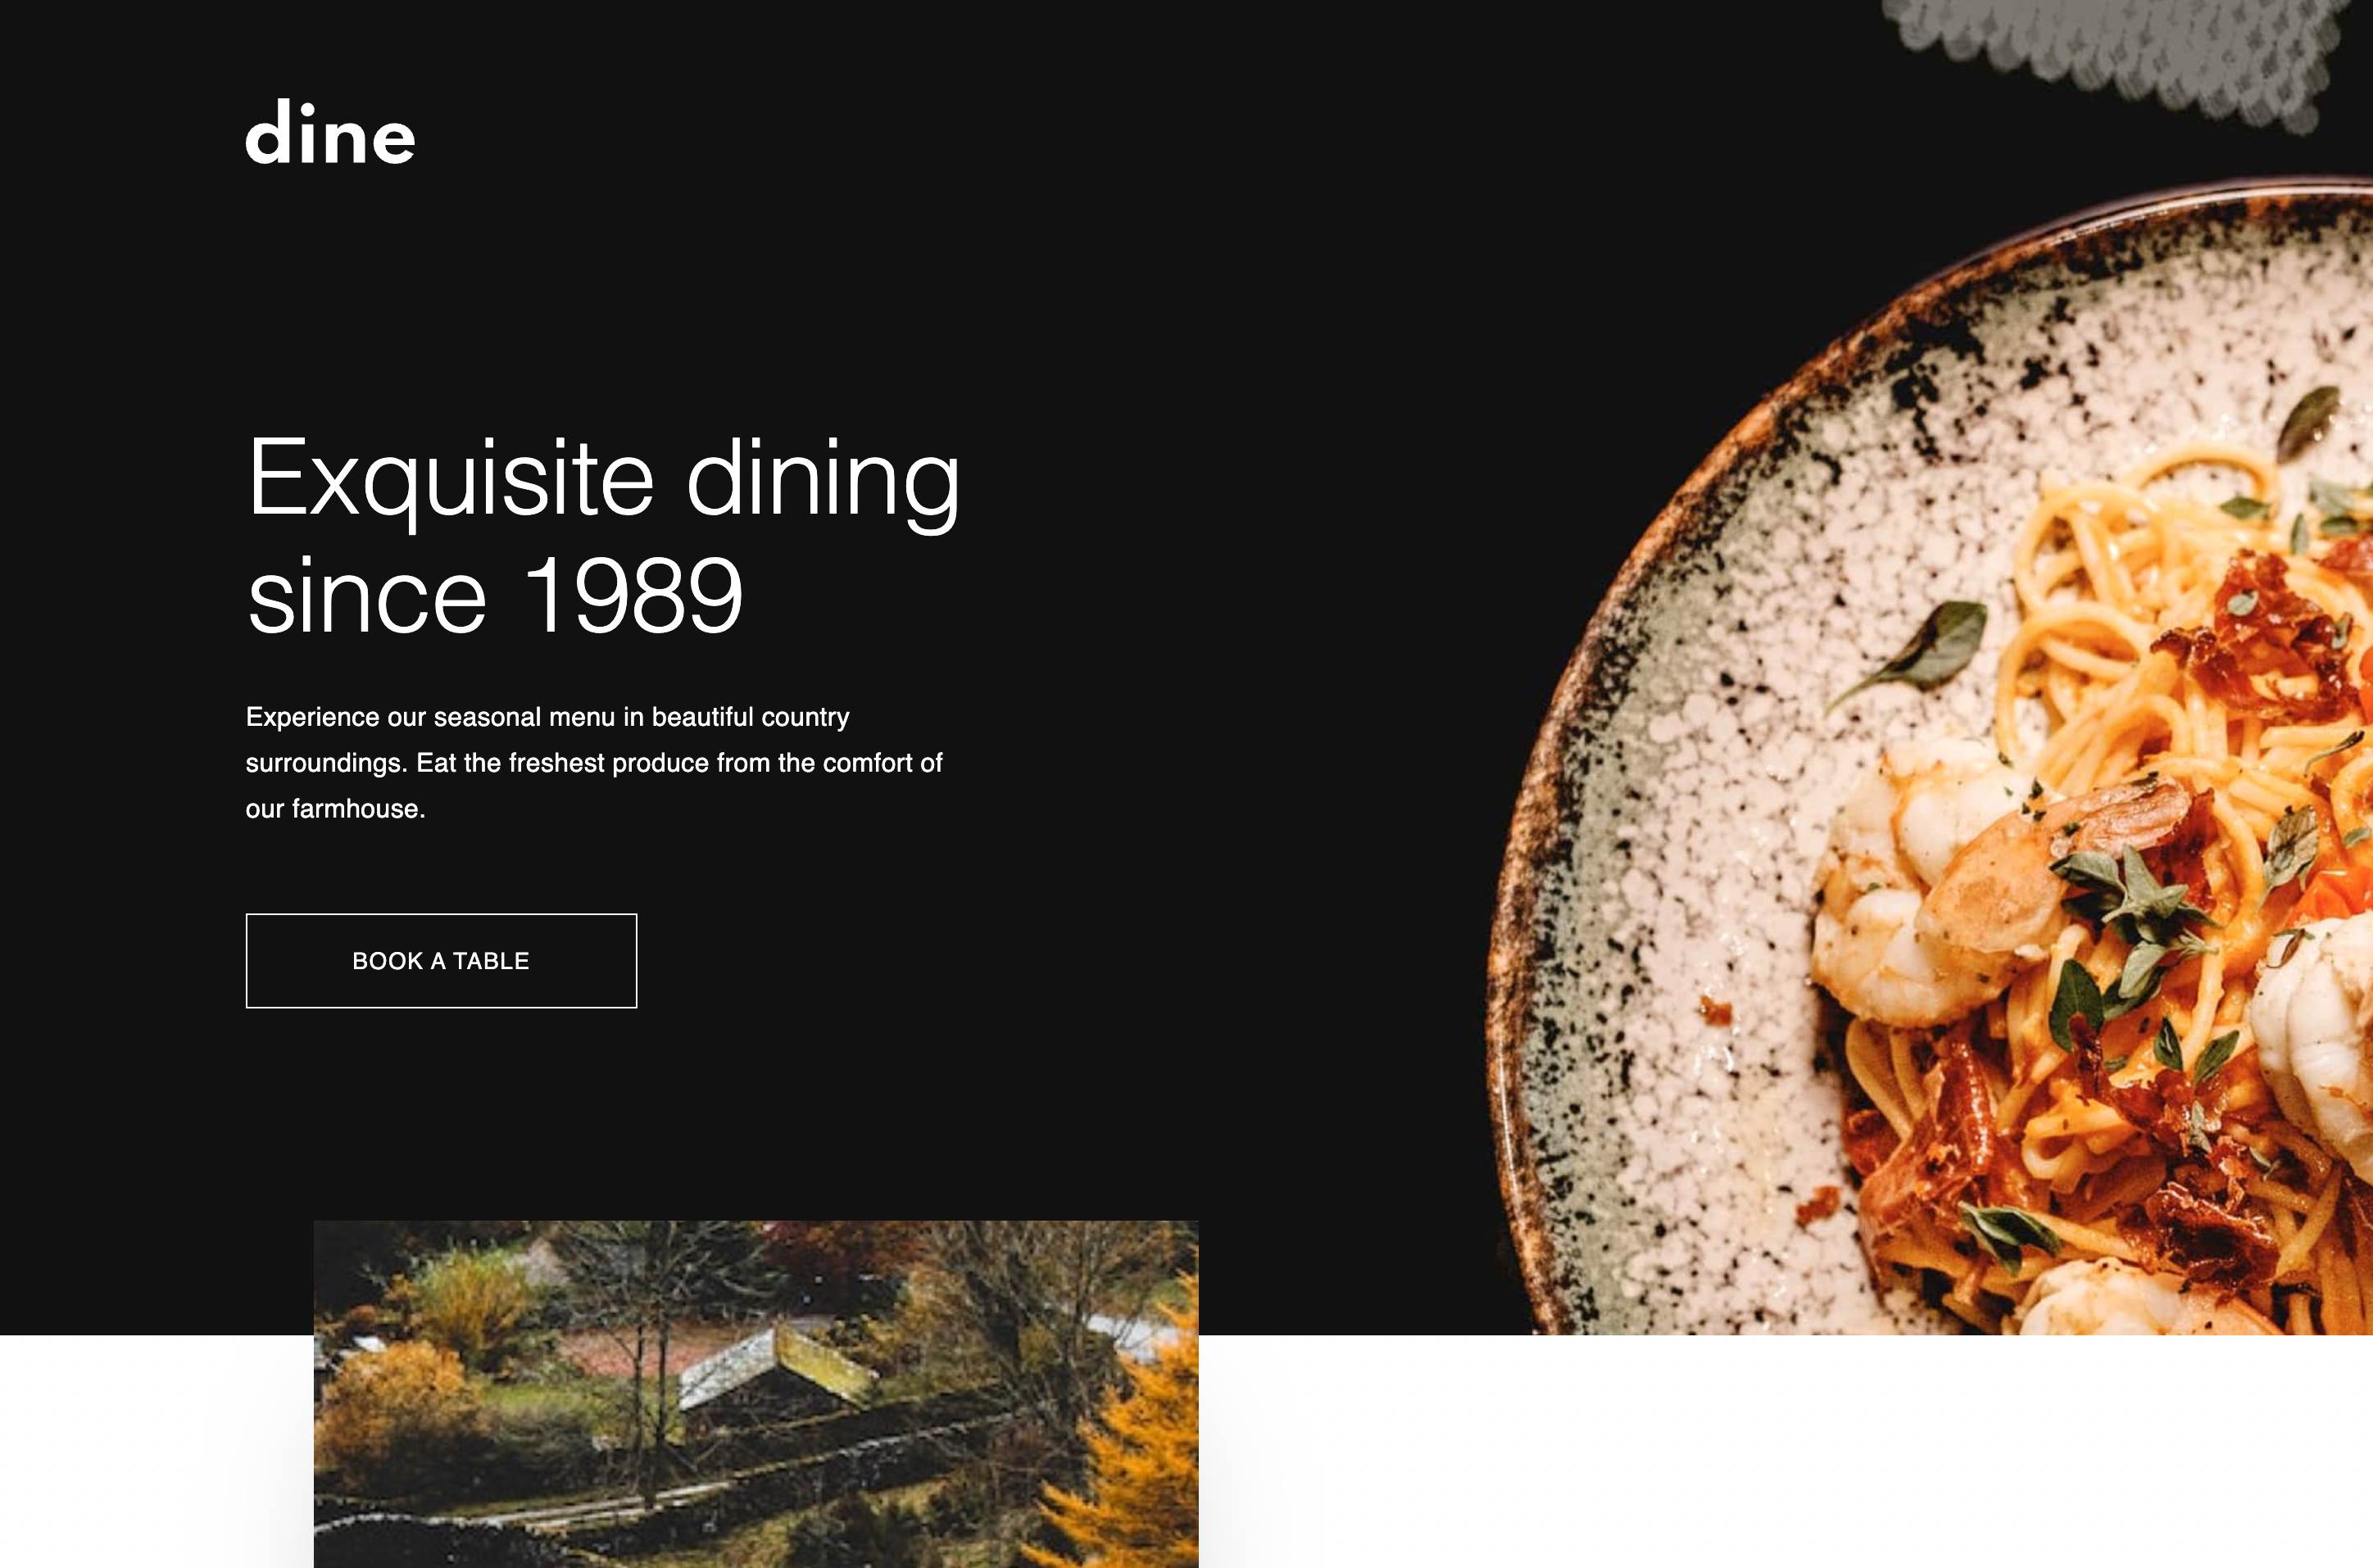 dine
Exquisite dining
since 1989
Experience our seasonal menu in beautiful country
surroundings. Eat the freshest produce from the comfort of
our farmhouse.
BOOK A TABLE